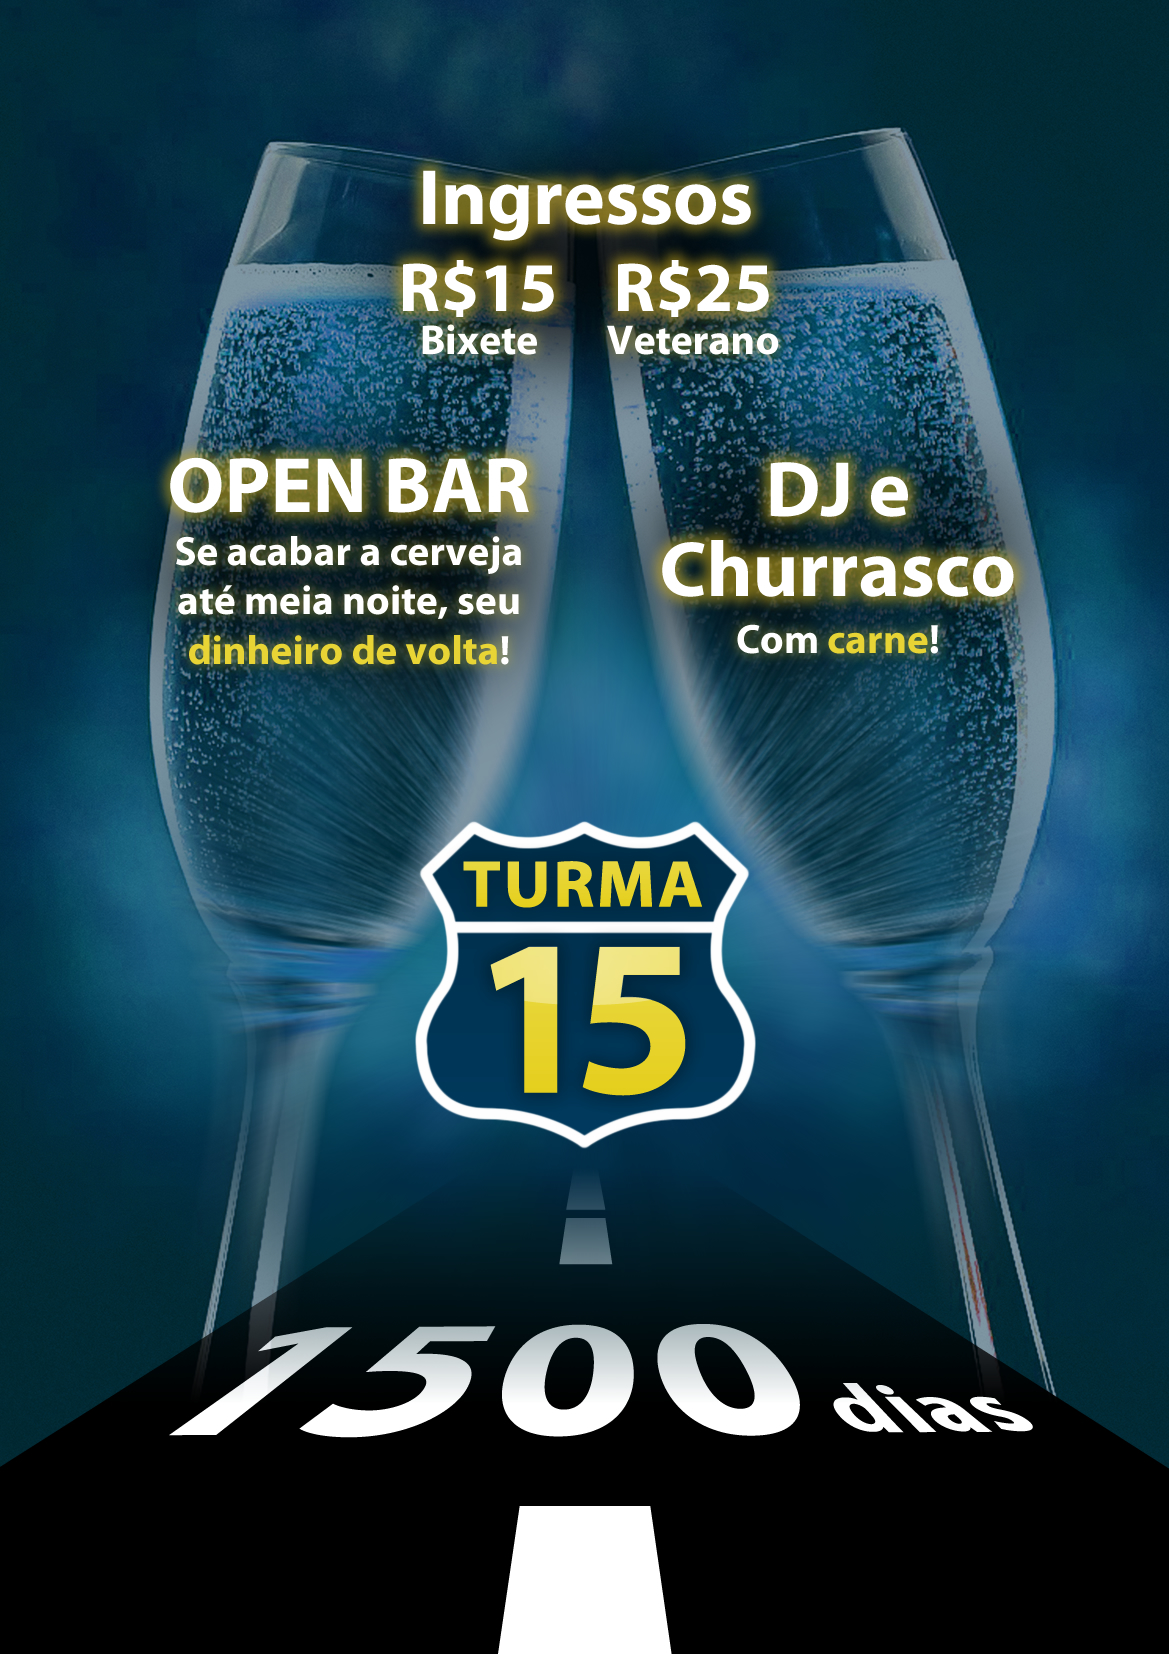 Ingressos
R$15 R$25
Bixete Veterano
OPEN BAR
Se acabar a cerveja
até meia noite, seu
dinheiro de volta!
DJ e
Churrasco
Com carne!
TURMA
15
1500 dias